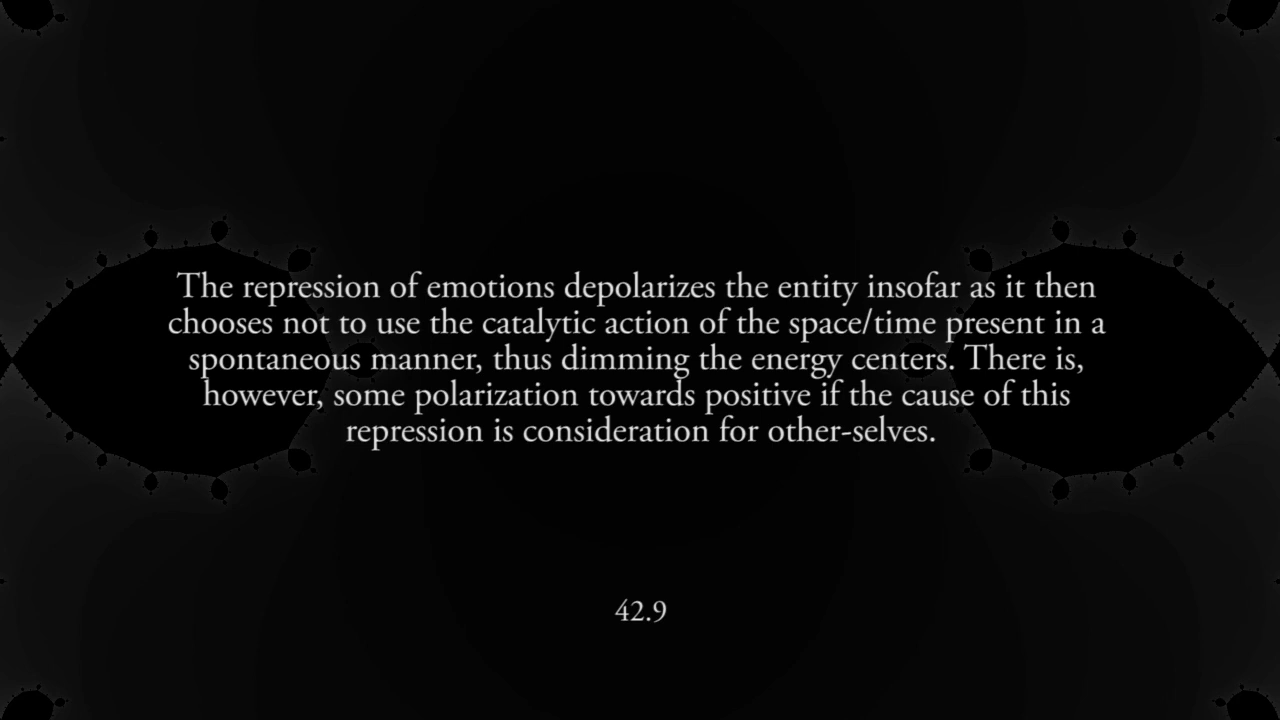 The repression of emotions depolarizes the entity insofar as it then
chooses not to use the catalytic action of the space/time present in a
spontaneous manner, thus dimming the energy centers. There is,
however, some polarization towards positive if the cause of this
repression is consideration for other-selves.
42.9